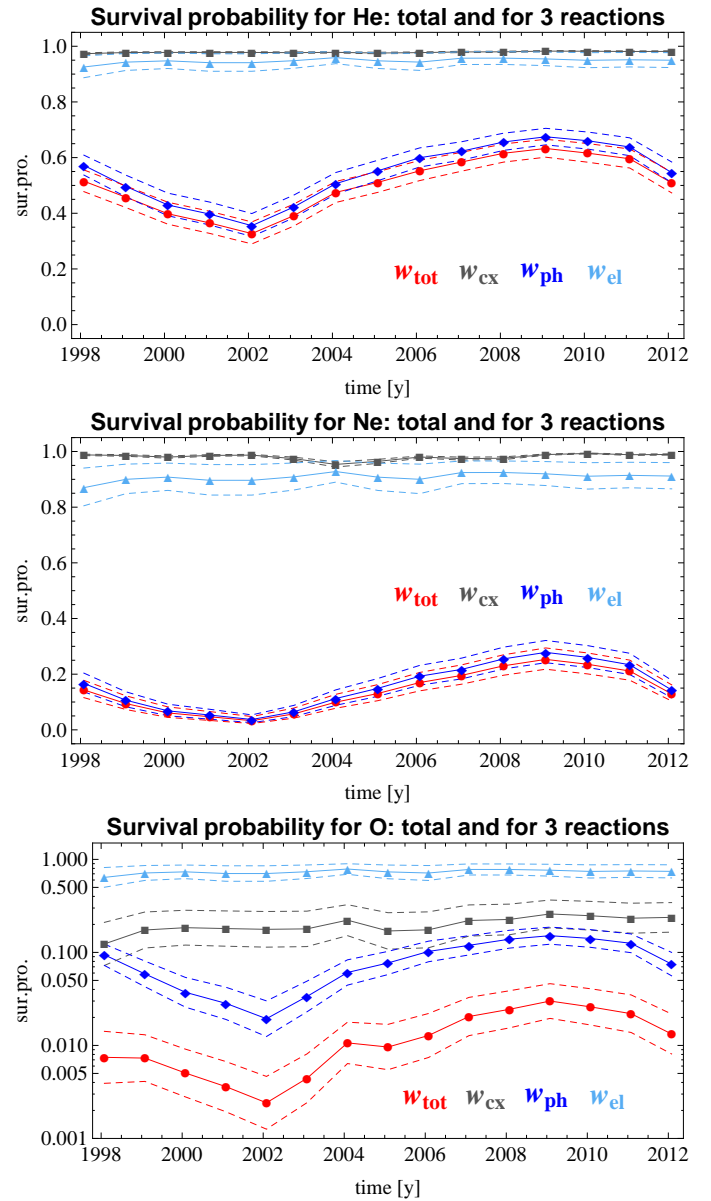 Survival probability for He: total and for 3 reactions
1.0
0.8
0.6
0.4
0.2
0.0
sur.pro.
w_tot w_cx w_ph w_el
1998 2000 2002 2004 2006 2008 2010 2012
time [y]
Survival probability for Ne: total and for 3 reactions
1.0
0.8
0.6
0.4
0.2
0.0
sur.pro.
w_tot w_cx w_ph w_el
1998 2000 2002 2004 2006 2008 2010 2012
time [y]
Survival probability for O: total and for 3 reactions
1.000
0.500
0.100
0.050
0.010
0.005
0.001
sur.pro.
w_tot w_cx w_ph w_el
1998 2000 2002 2004 2006 2008 2010 2012
time [y]